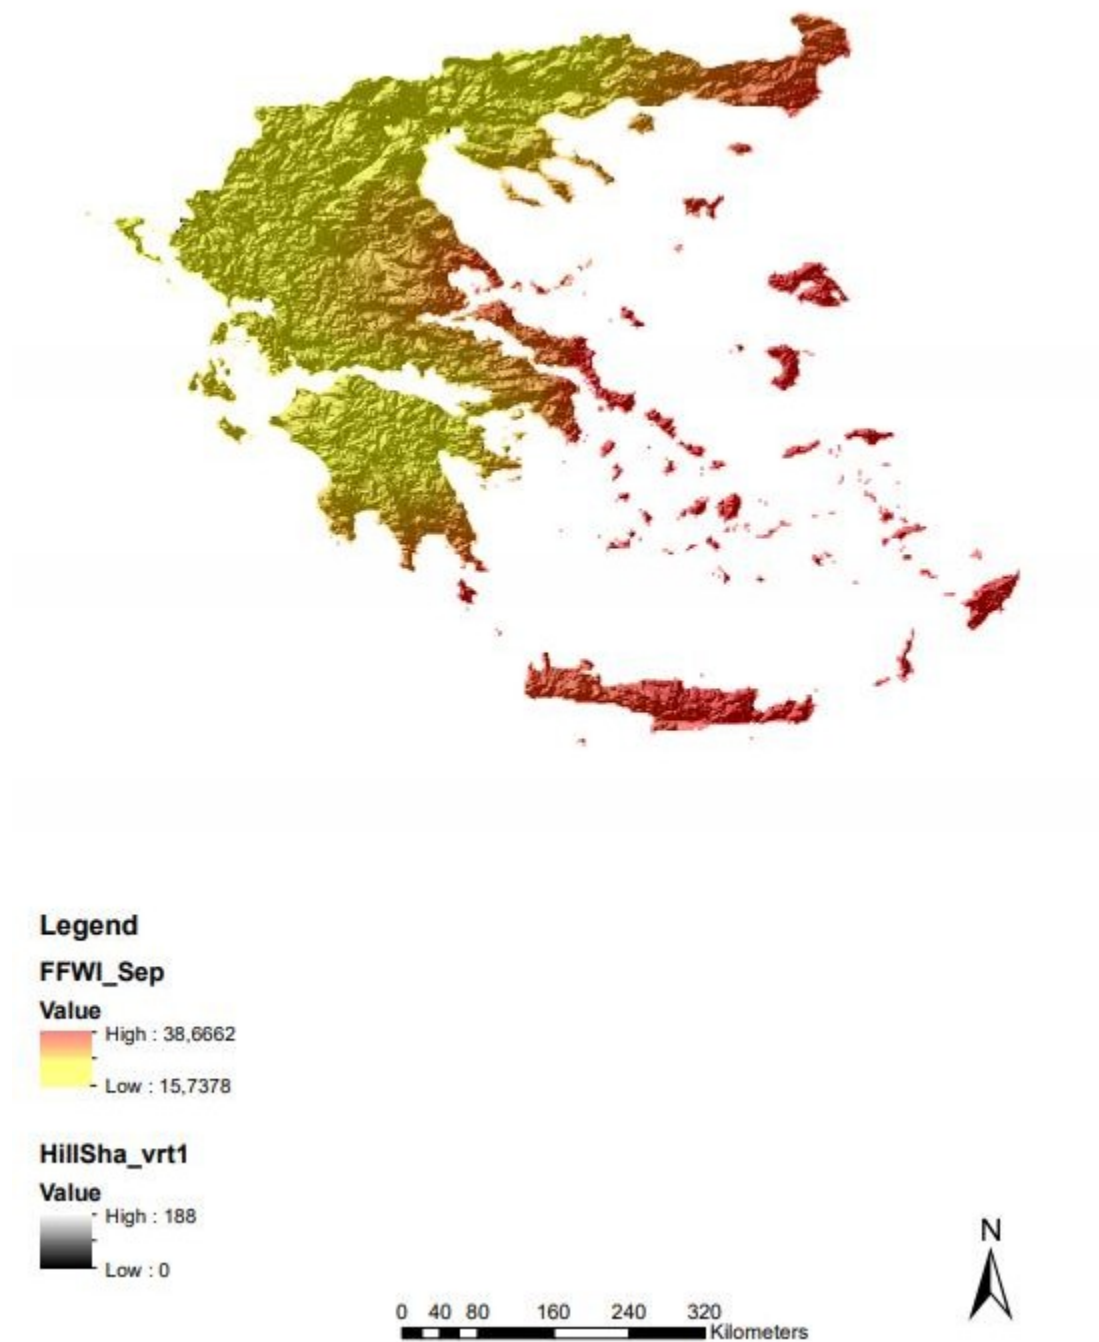 Legend
FFWI_Sep
Value
High : 38,6662
Low : 15,7378
HillSha_vrt1
Value
High : 188
Low : 0
N
0 40 80 160 240 320
Kilometers